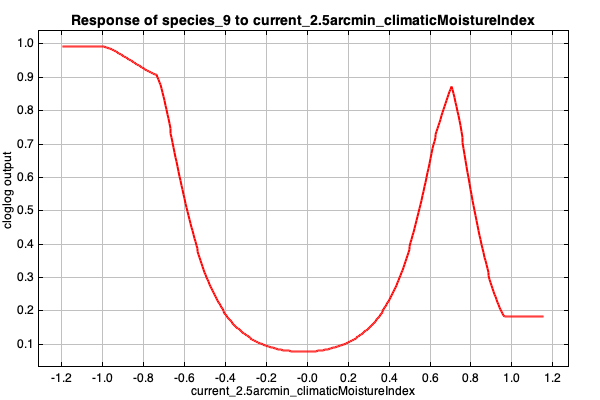 Response of species_9 to current_2.5arcmin_climaticMoistureIndex
cloglog output
1.0
0.9
0.8
0.7
0.6
0.5
0.4
0.3
0.2
0.1
-1.2 -1.0 -0.8 -0.6 -0.4 -0.2 -0.0 0.2 0.4 0.6 0.8 1.0 1.2
current_2.5arcmin_climaticMoistureIndex